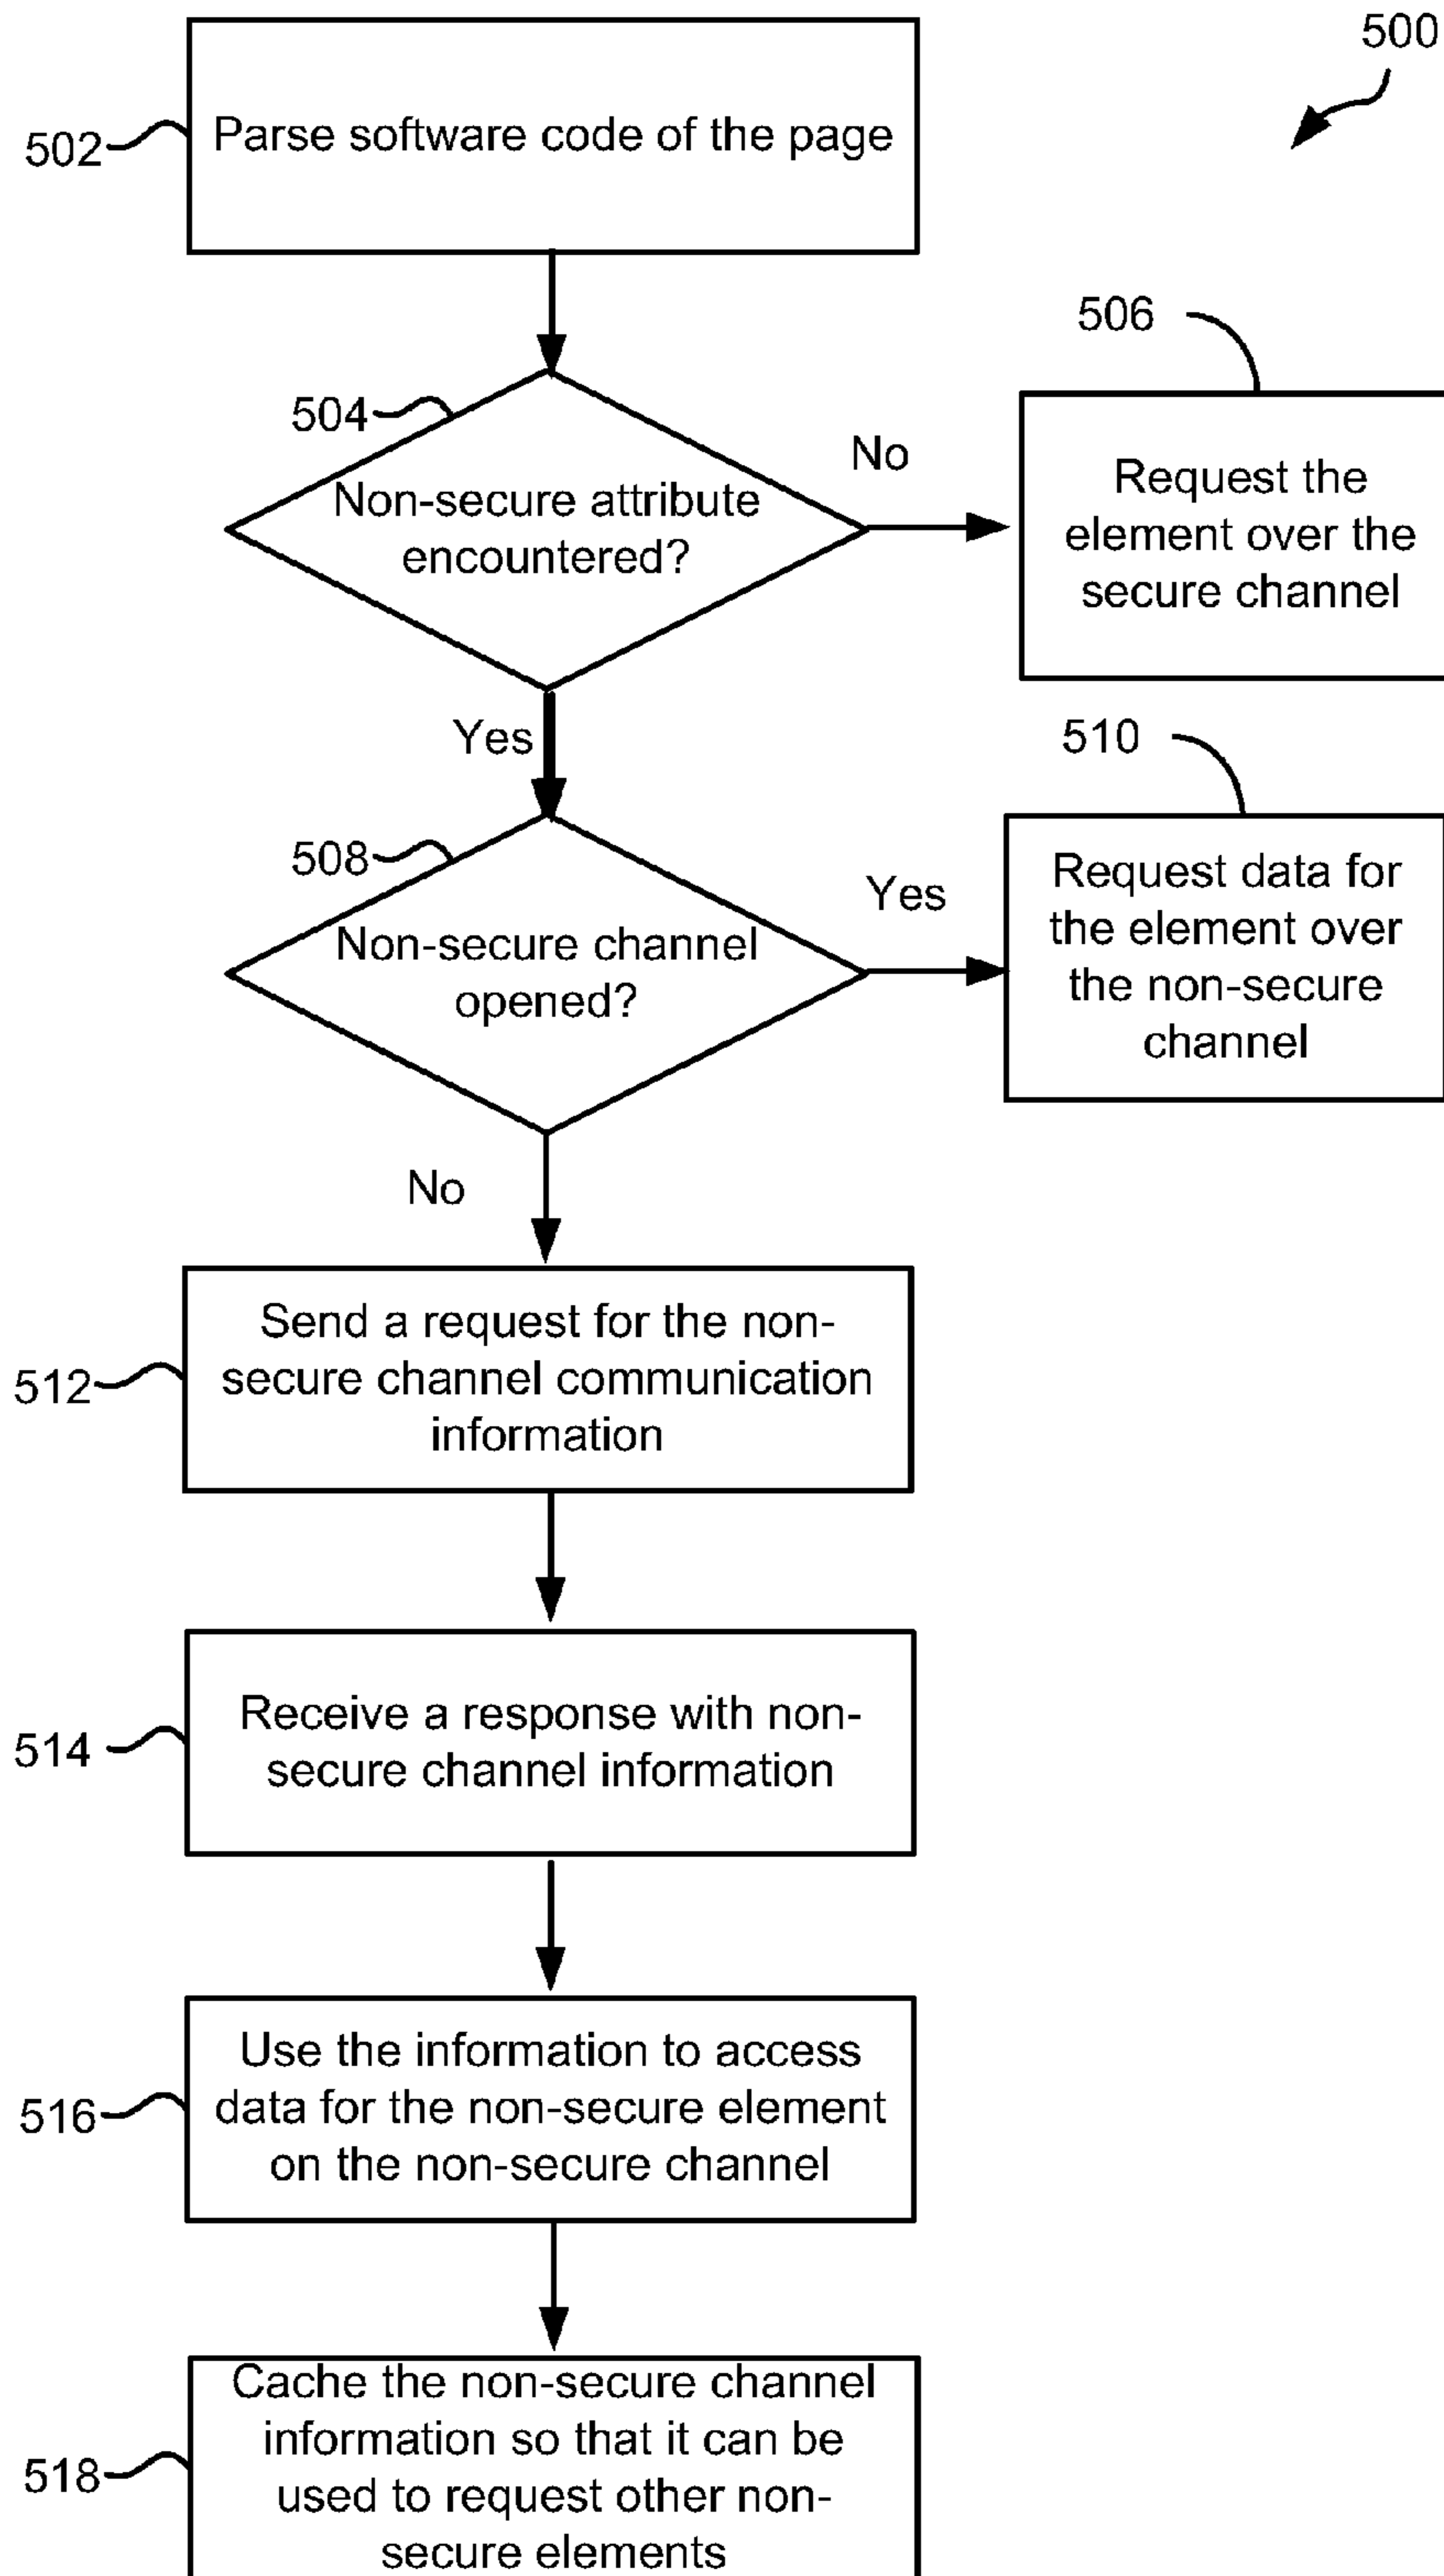 500
502
Parse software code of the page
506
504
No
Non-secure attribute
encountered?
Request the
element over the
secure channel
Yes
510
508
Yes
Non-secure channel
opened?
Request data for
the element over
the non-secure
channel
No
512
Send a request for the non-
secure channel communication
information
514
Receive a response with non-
secure channel information
516
Use the information to access
data for the non-secure element
on the non-secure channel
518
Cache the non-secure channel
information so that it can be
used to request other non-
secure elements